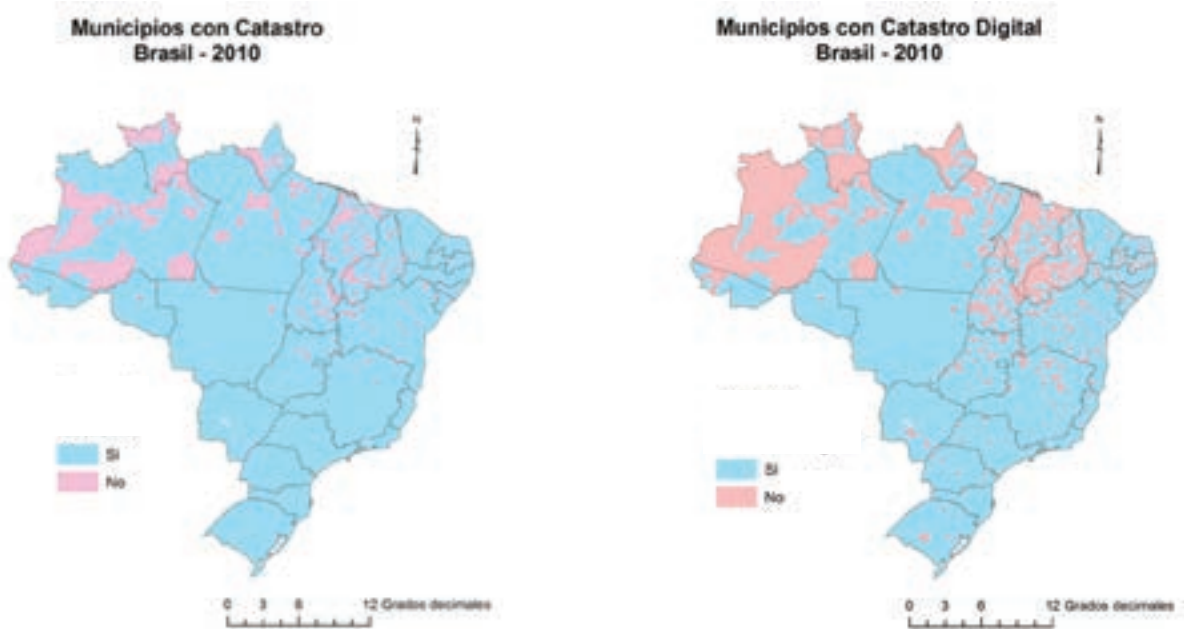 Municipios con Catastro
Brasil - 2010
N
Si
No
0 3 6 12 Grados decimales
Municipios con Catastro Digital
Brasil - 2010
N
Si
No
0 3 6 12 Grados decimales